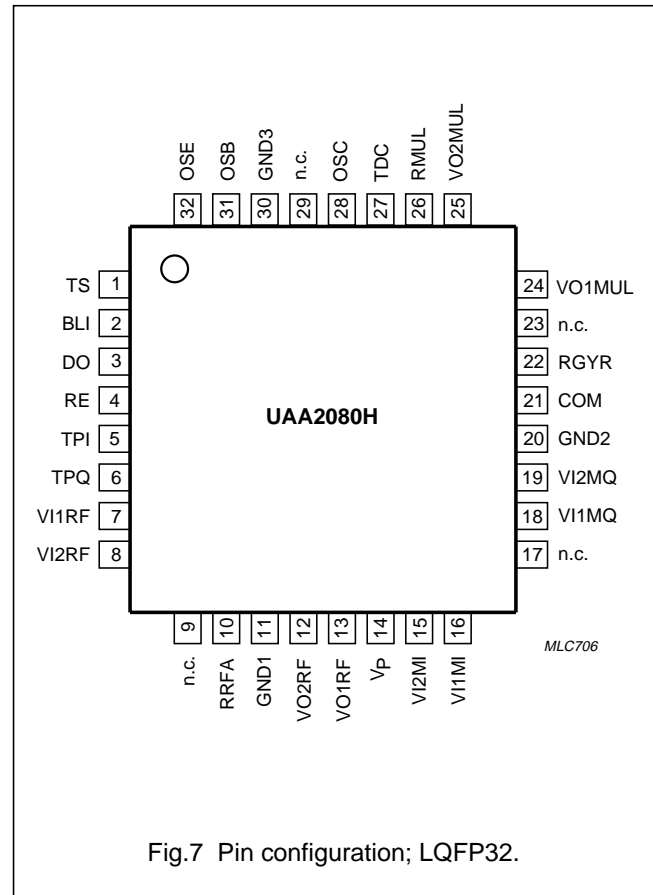 OSE
OSB
GND3
n.c.
OSC
TDC
RMUL
VO2MUL
32
31
30
29
28
27
26
25
TS 1
BLI 2
DO 3
RE 4
TPI 5
TPQ 6
VI1RF 7
VI2RF 8
UAA2080H
24 VO1MUL
23 n.c.
22 RGYR
21 COM
20 GND2
19 VI2MQ
18 VI1MQ
17 n.c.
9
10
11
12
13
14
15
16
n.c.
RRFA
GND1
VO2RF
VO1RF
VP
VI2MI
VI1MI
MLC706
Fig.7 Pin configuration; LQFP32.